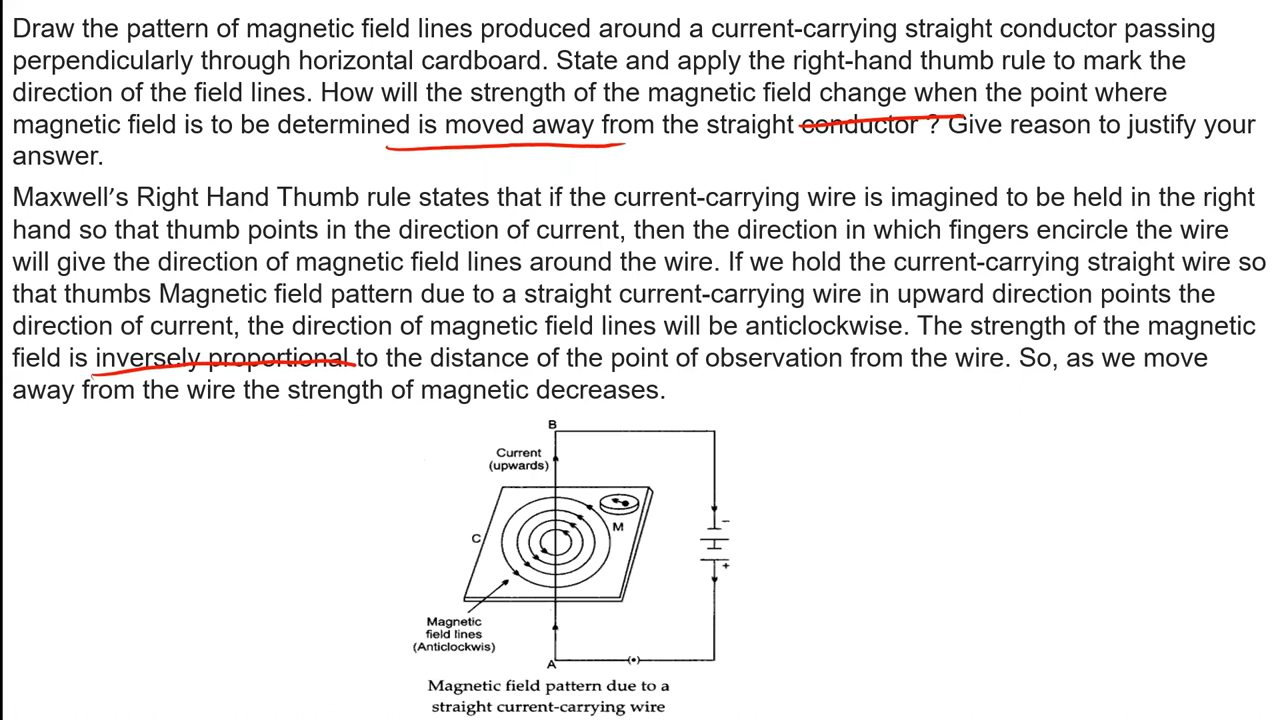 Draw the pattern of magnetic field lines produced around a current-carrying straight conductor passing
perpendicularly through horizontal cardboard. State and apply the right-hand thumb rule to mark the
direction of the field lines. How will the strength of the magnetic field change when the point where
magnetic field is to be determined is moved away from the straight conductor ? Give reason to justify your
answer.
Maxwell’s Right Hand Thumb rule states that if the current-carrying wire is imagined to be held in the right
hand so that thumb points in the direction of current, then the direction in which fingers encircle the wire
will give the direction of magnetic field lines around the wire. If we hold the current-carrying straight wire so
that thumbs Magnetic field pattern due to a straight current-carrying wire in upward direction points the
direction of current, the direction of magnetic field lines will be anticlockwise. The strength of the magnetic
field is inversely proportional to the distance of the point of observation from the wire. So, as we move
away from the wire the strength of magnetic decreases.
B
Current
(upwards)
M
C
−
+
Magnetic
field lines
(Anticlockwis)
A
Magnetic field pattern due to a
straight current-carrying wire